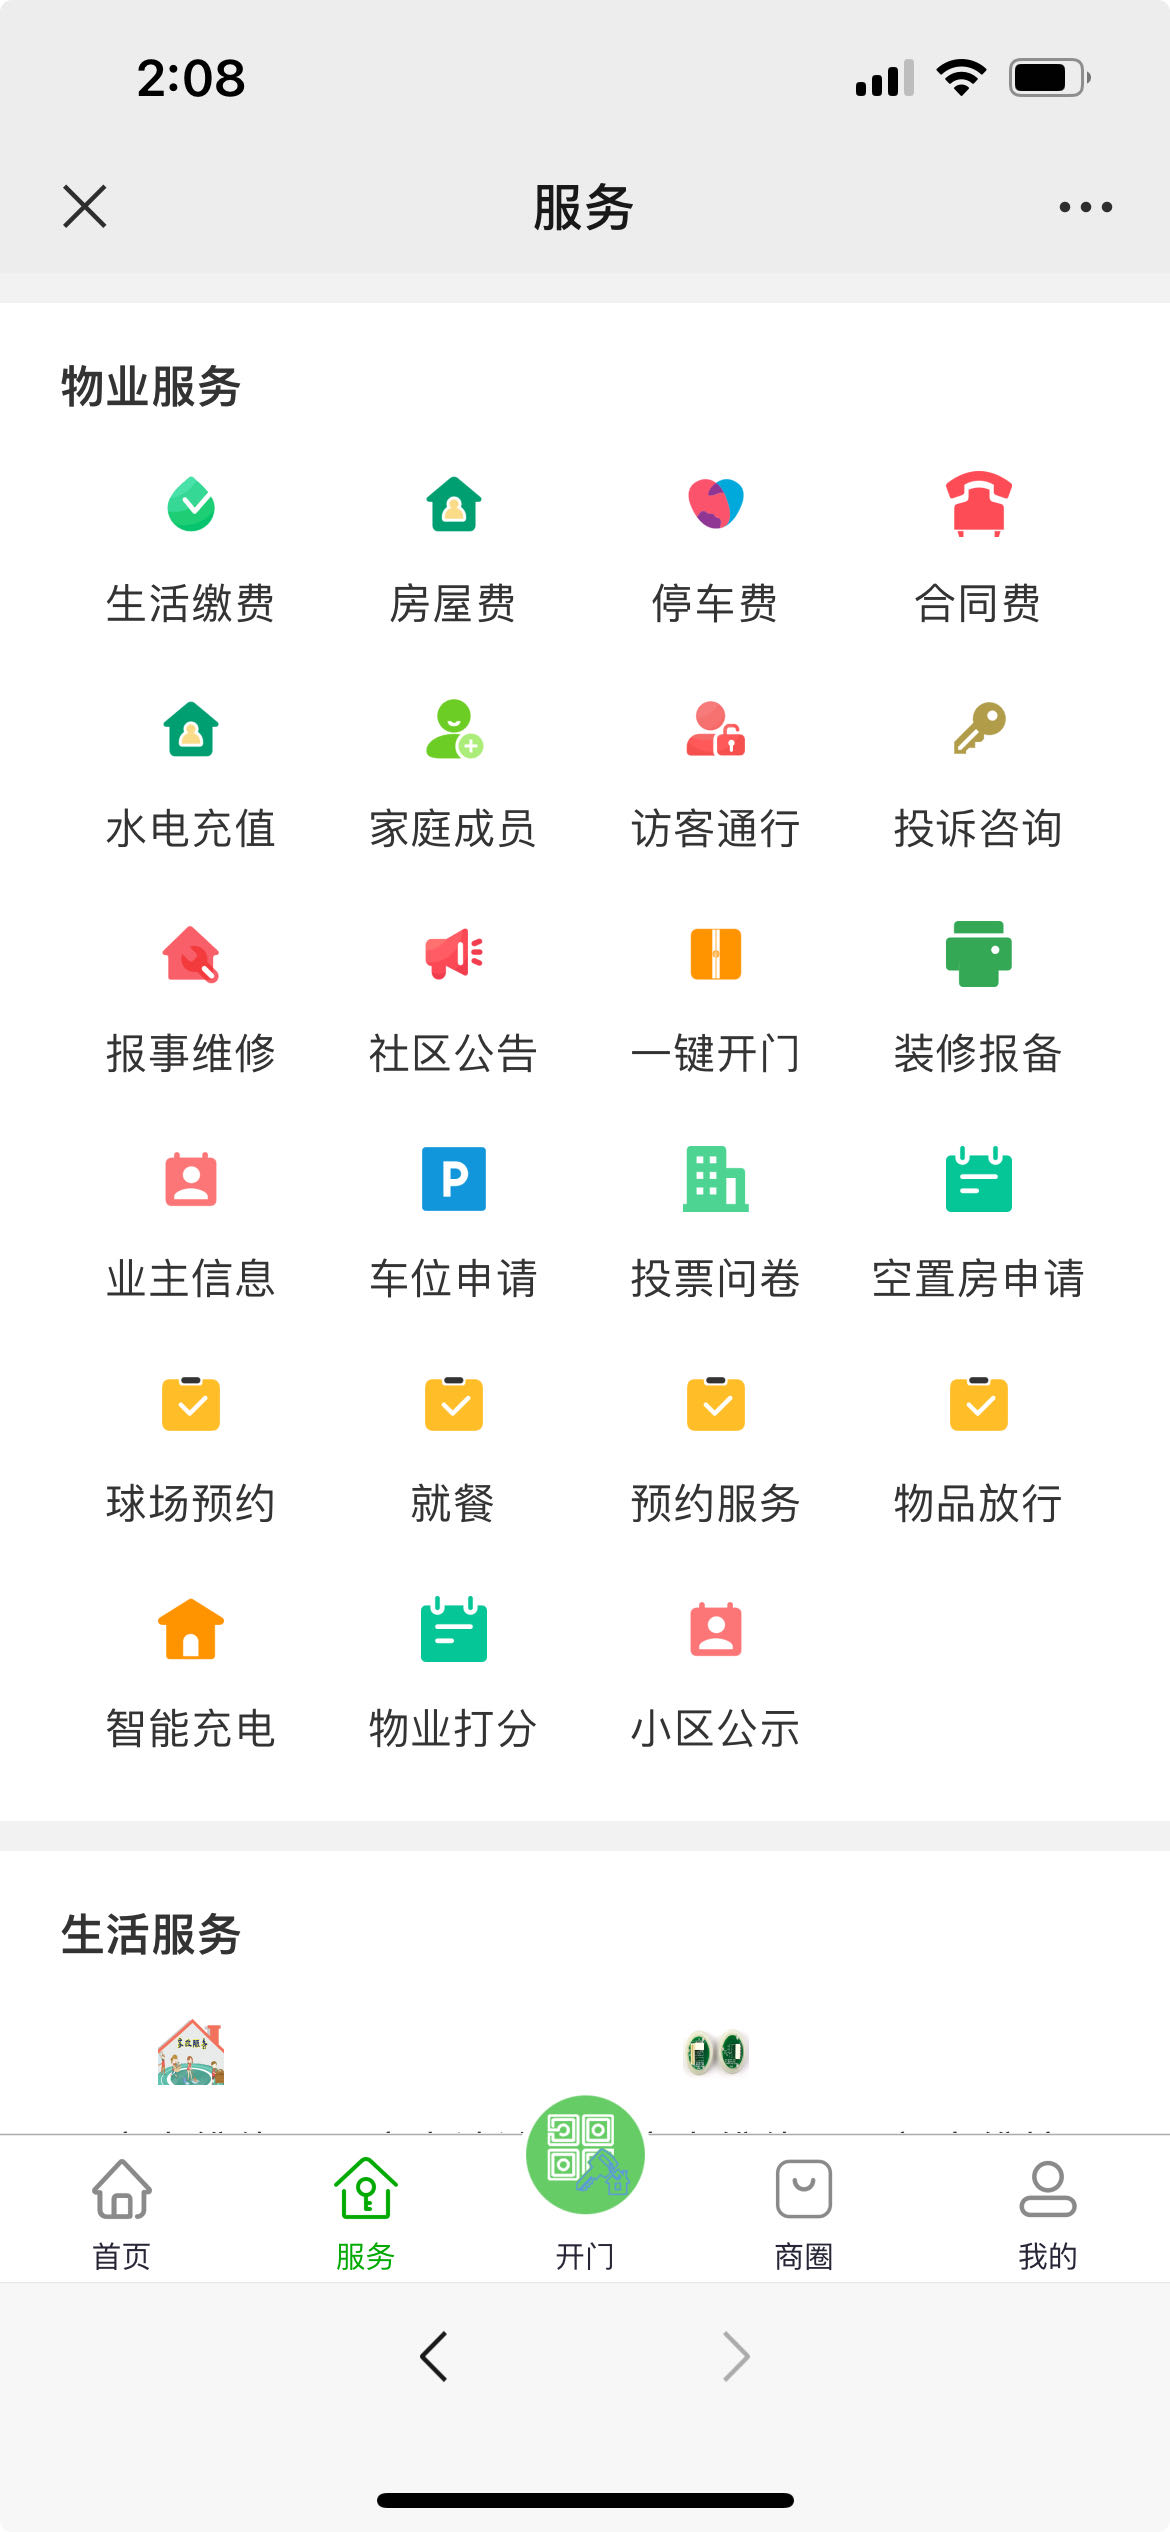 2:08
服务
物业服务
生活缴费 房屋费 停车费 合同费
水电充值 家庭成员 访客通行 投诉咨询
报事维修 社区公告 一键开门 装修报备
业主信息 车位申请 投票问卷 空置房申请
球场预约 就餐 预约服务 物品放行
智能充电 物业打分 小区公示
生活服务
家政服务
首页 服务 开门 商圈 我的